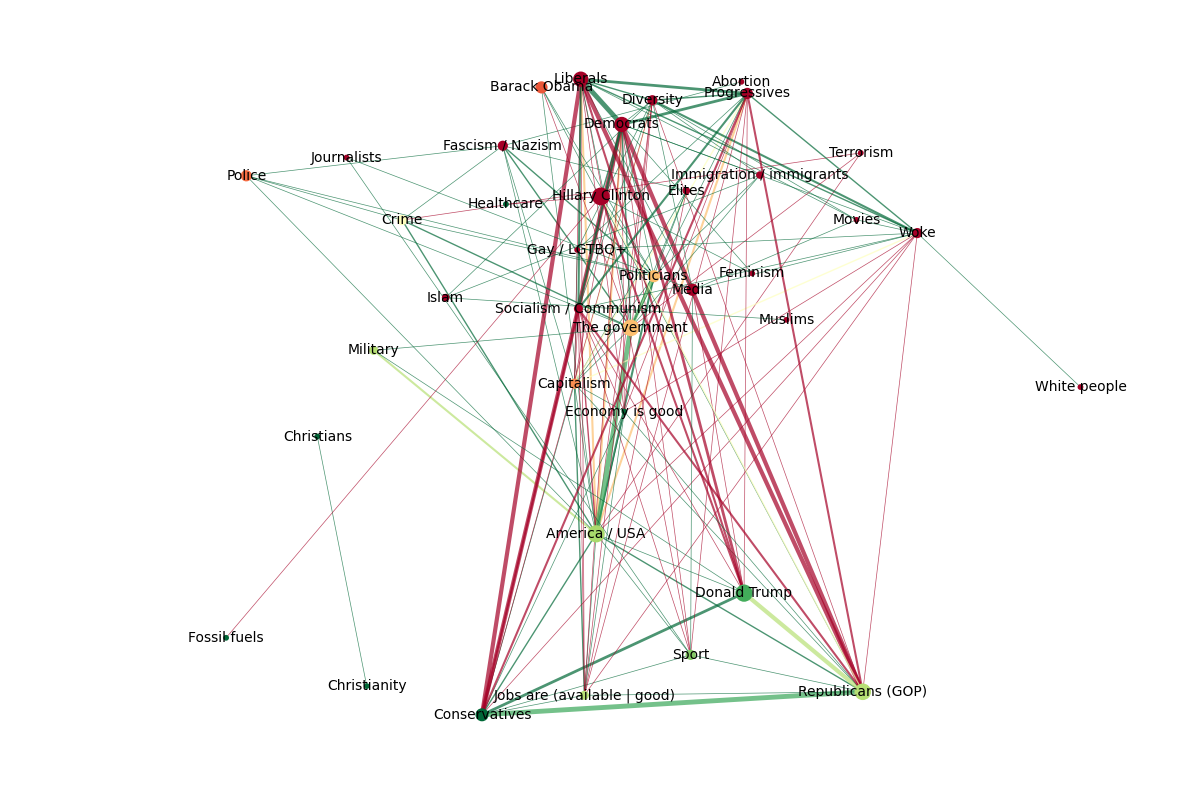 Liberals
Barack Obama
Abortion
Progressives
Diversity
Democrats
Fascism / Nazism
Journalists
Terrorism
Police
Immigration / immigrants
Elites
Hillary Clinton
Healthcare
Crime
Movies
Woke
Gay / LGTBQ+
Politicians
Feminism
Media
Islam
Socialism / Communism
Muslims
The government
Military
Capitalism
White people
Economy is good
Christians
America / USA
Donald Trump
Fossil fuels
Sport
Christianity
Republicans (GOP)
Jobs are (available | good)
Conservatives